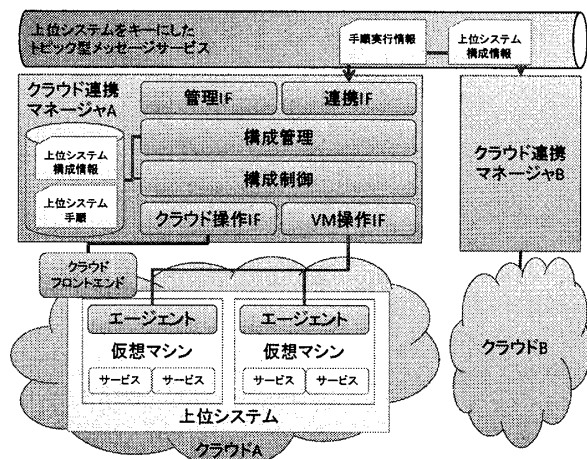 上位システムをキーにした
トピック型メッセージサービス
手順実行情報
上位システム
構成情報
クラウド連携
マネージャA
管理IF
連携IF
構成管理
構成制御
クラウド操作IF
VM操作IF
上位システム
構成情報
上位システム
手順
クラウド連携
マネージャB
クラウド
フロントエンド
エージェント
仮想マシン
サービス
サービス
エージェント
仮想マシン
サービス
サービス
上位システム
クラウドA
クラウドB